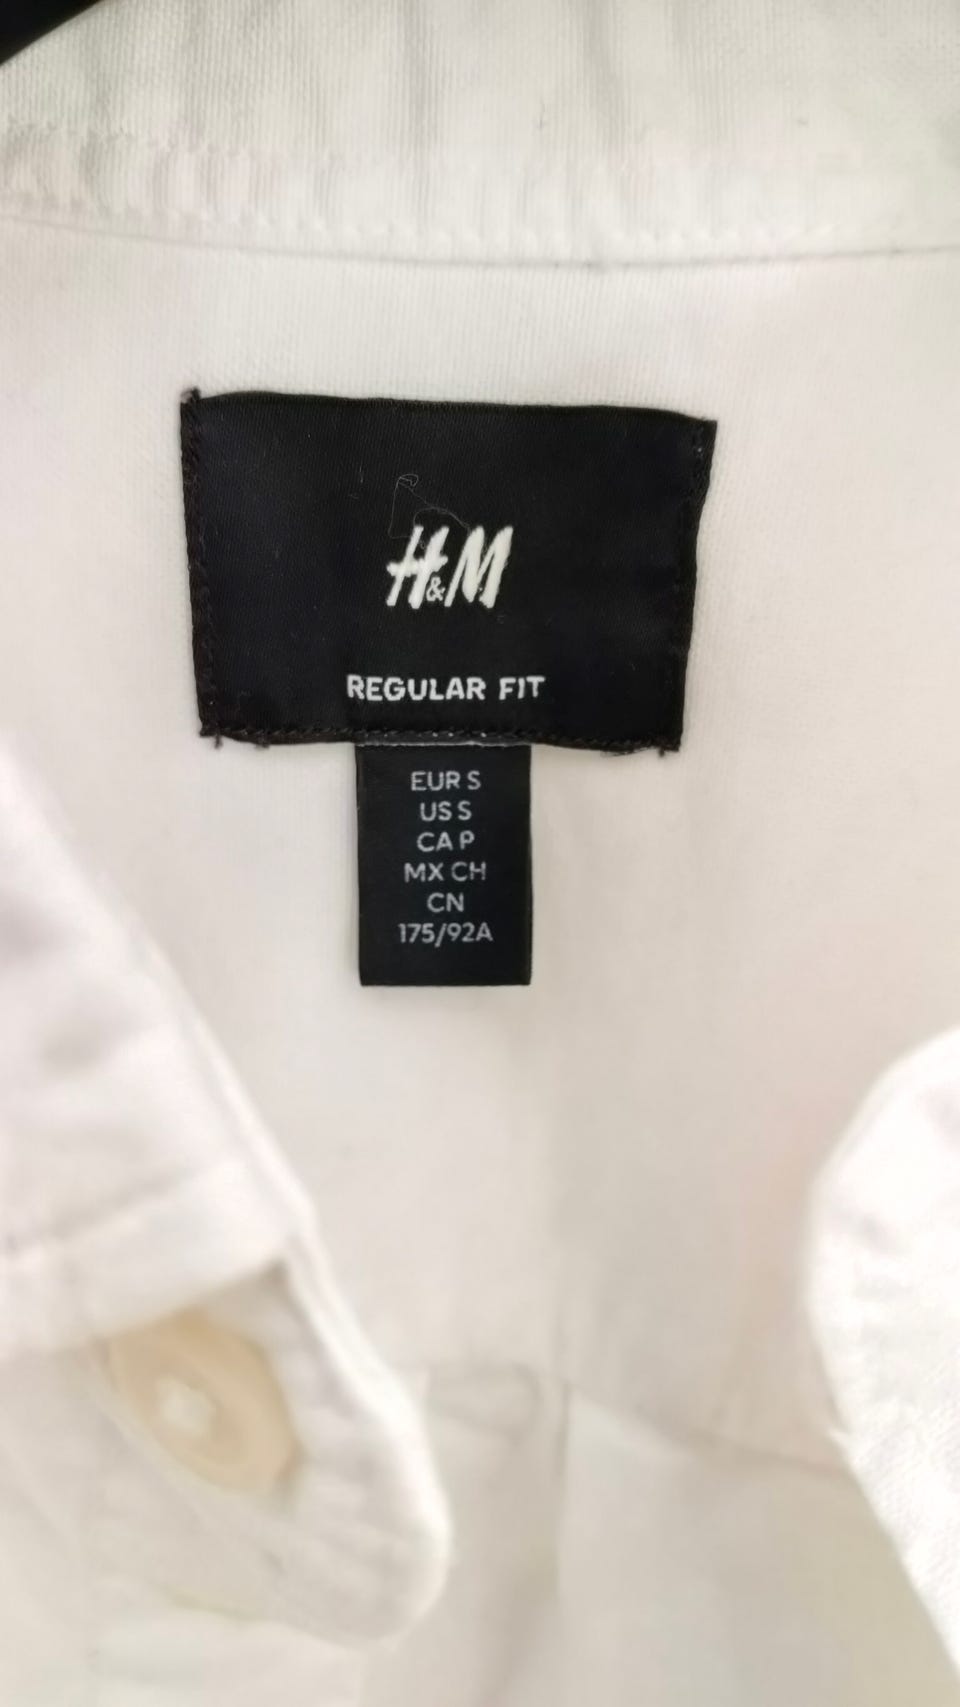 H&M
REGULAR FIT
EUR S
US S
CA P
MX CH
CN
175/92A